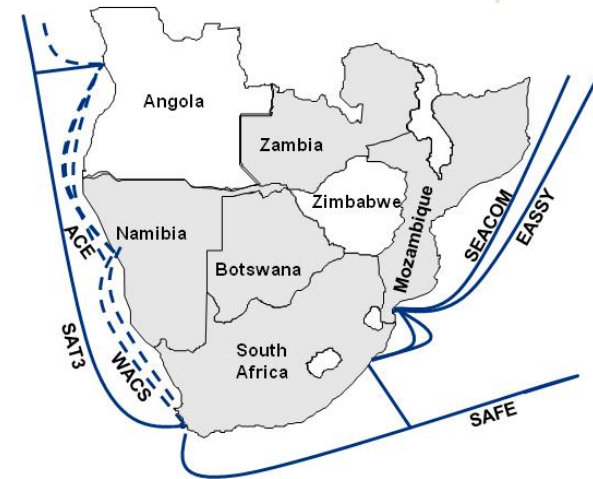 Angola
Zambia
Zimbabwe
Mozambique
SEACOM
EASSY
Namibia
ACE
Botswana
SAT3
WACS
South
Africa
SAFE